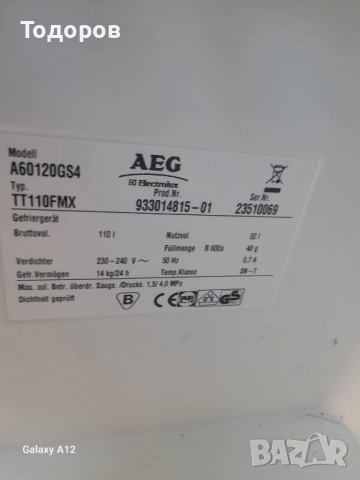 Тодоров
Modell
A60120GS4
Typ.
TT110FMX
AEG
Electrolux
Prod.Nr.
933014815-01
Ser.Nr.
23510069
Gefriergerät
Bruttovol. 110 l Nutzvol. 92 l
Füllmenge R 600a 46 g
Verdichter 230-240 V ~ 50 Hz 0,7 A
Gefr.Vermögen 14 kg/24 h Temp.Klasse SN-T
Max. zul. Betr. überdr. Saugs. /Drucks. 1,5/ 4,0 MPa
Dichtheit geprüft
B CE D E GS
Galaxy A12
BAZAR